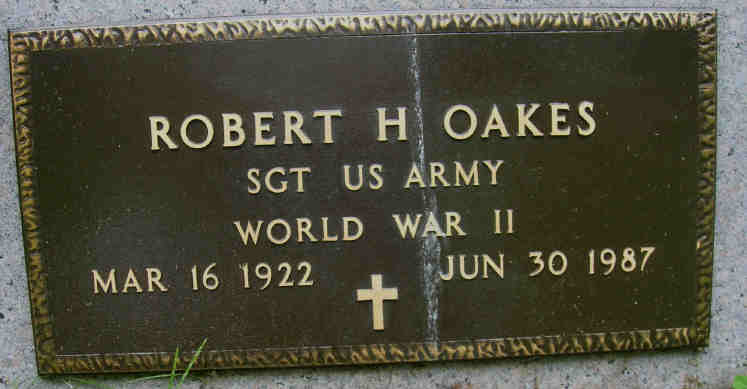 ROBERT H OAKES
SGT US ARMY
WORLD WAR II
MAR 16 1922 JUN 30 1987